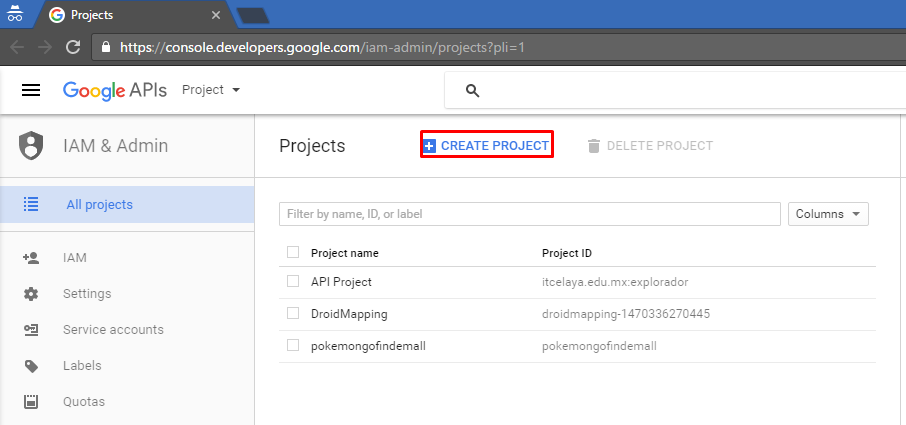 Projects
https://console.developers.google.com/iam-admin/projects?pli=1
Google APIs Project
IAM & Admin
Projects CREATE PROJECT DELETE PROJECT
All projects
Filter by name, ID, or label Columns
Project name Project ID
IAM
API Project itcelaya.edu.mx:explorador
Settings
DroidMapping droidmapping-1470336270445
Service accounts
pokemongofindemall pokemongofindemall
Labels
Quotas